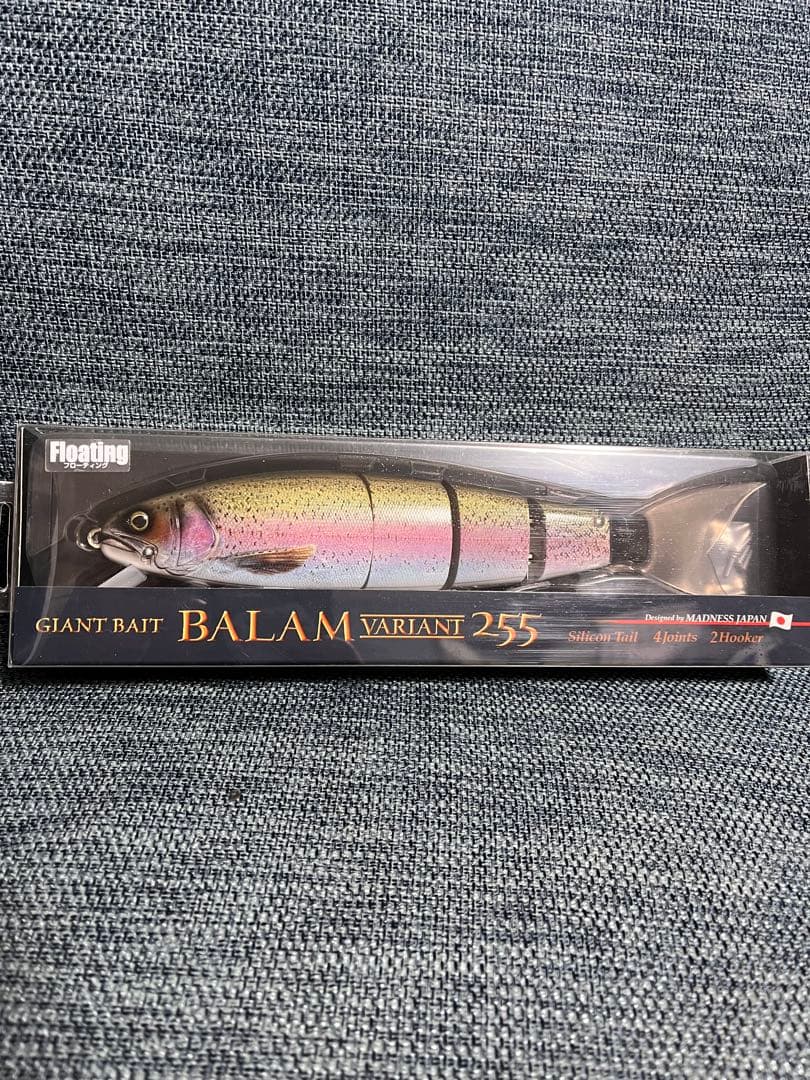 Floating
フローティング
GIANT BAIT BALAM VARIANT 255
Designed by MADNESS JAPAN
Silicon Tail 4Joints 2Hooker